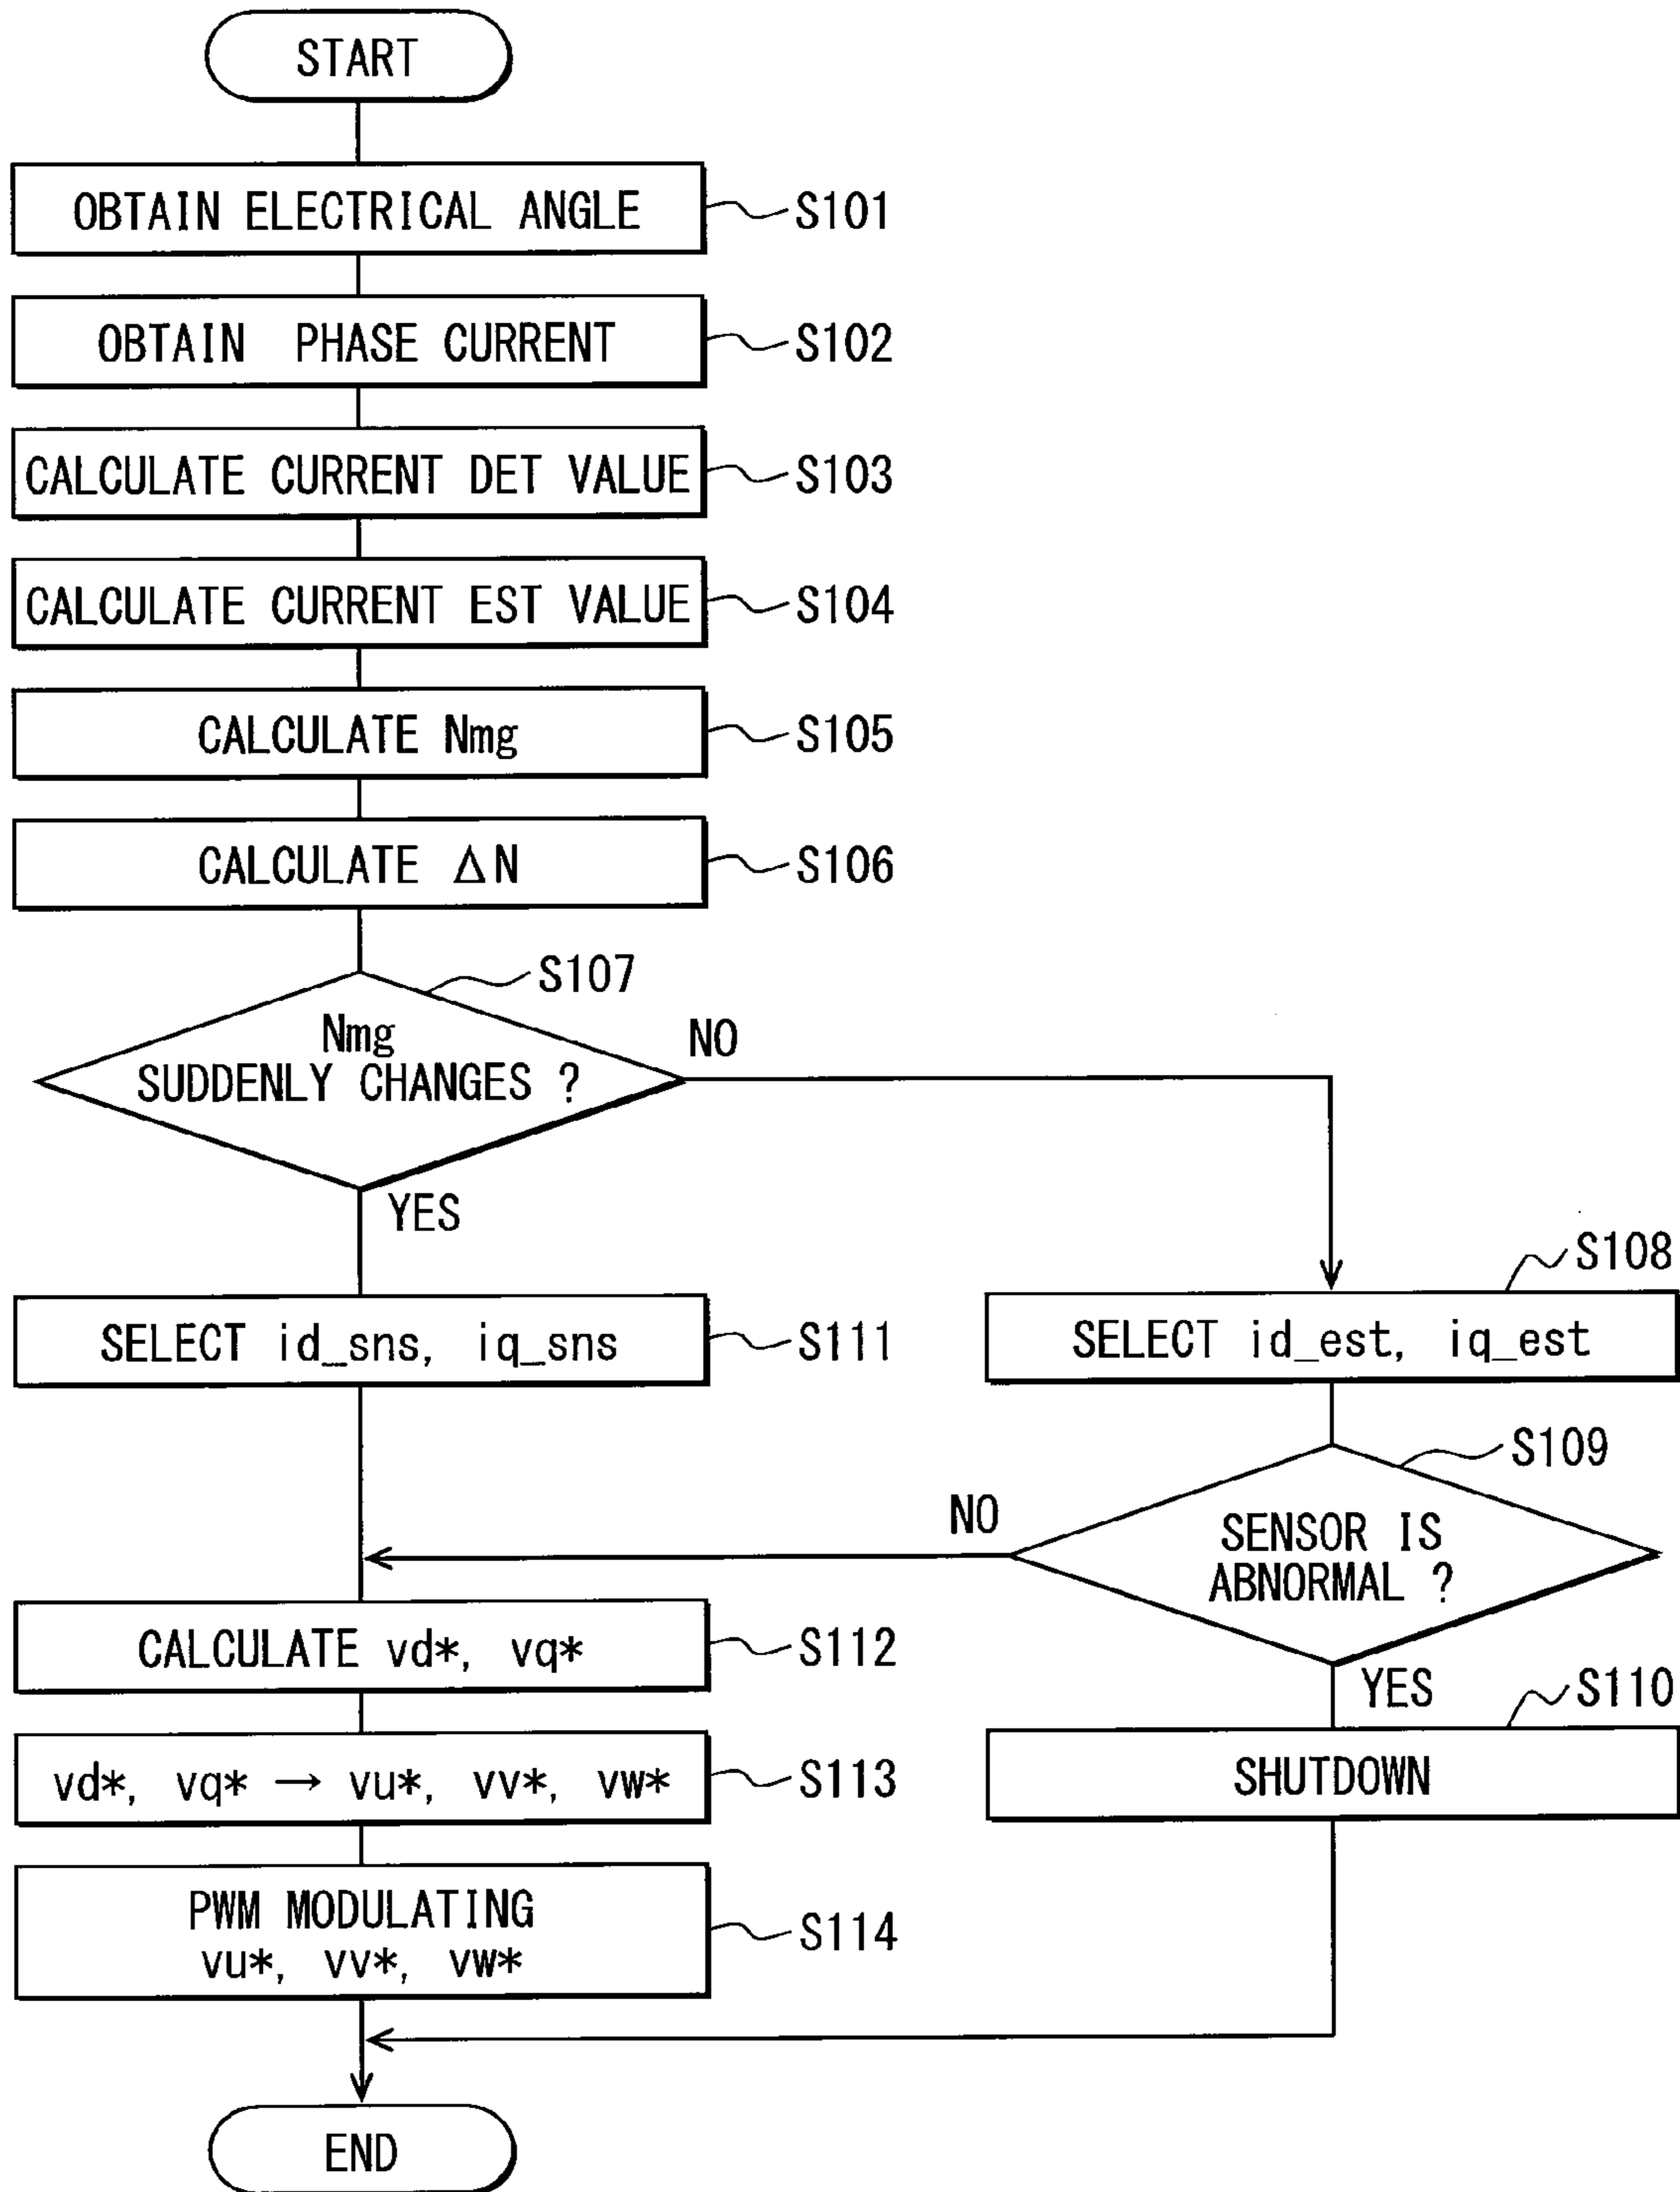 START
OBTAIN ELECTRICAL ANGLE
S101
OBTAIN PHASE CURRENT
S102
CALCULATE CURRENT DET VALUE
S103
CALCULATE CURRENT EST VALUE
S104
CALCULATE Nmg
S105
CALCULATE ΔN
S106
S107
Nmg
SUDDENLY CHANGES ?
NO
YES
S108
SELECT id_est, iq_est
SELECT id_sns, iq_sns
S111
S109
SENSOR IS
ABNORMAL ?
NO
YES
S110
SHUTDOWN
CALCULATE vd*, vq*
S112
vd*, vq* → vu*, vv*, vw*
S113
PWM MODULATING
vu*, vv*, vw*
S114
END